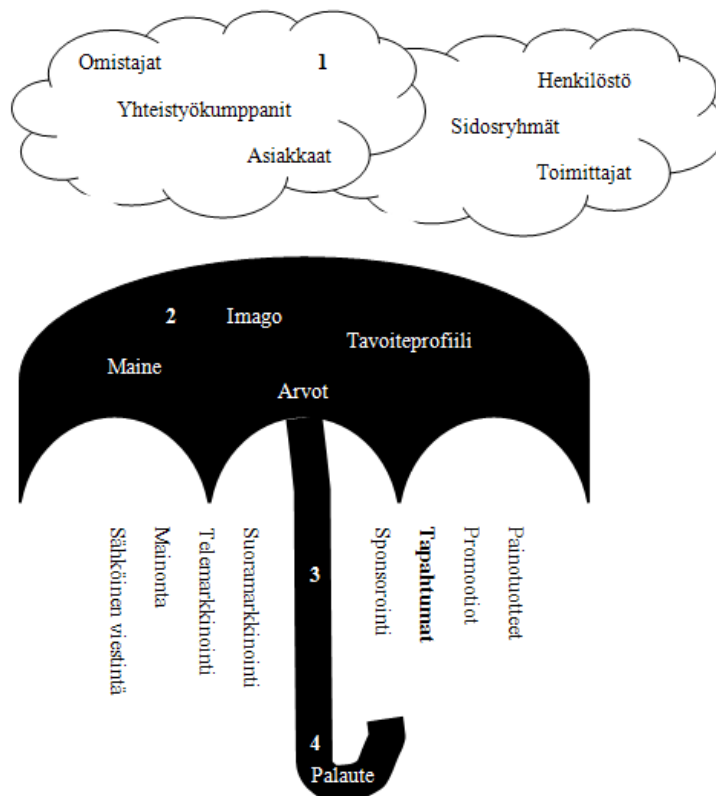 Omistajat
1
Henkilöstö
Yhteistyökumppanit
Sidosryhmät
Asiakkaat
Toimittajat
2
Imago
Tavoiteprofiili
Maine
Arvot
Sähköinen viestintä
Mainonta
Telemarkkinointi
Suoramarkkinointi
3
Sponsorointi
Tapahtumat
Promootiot
Painotuotteet
4
Palaute